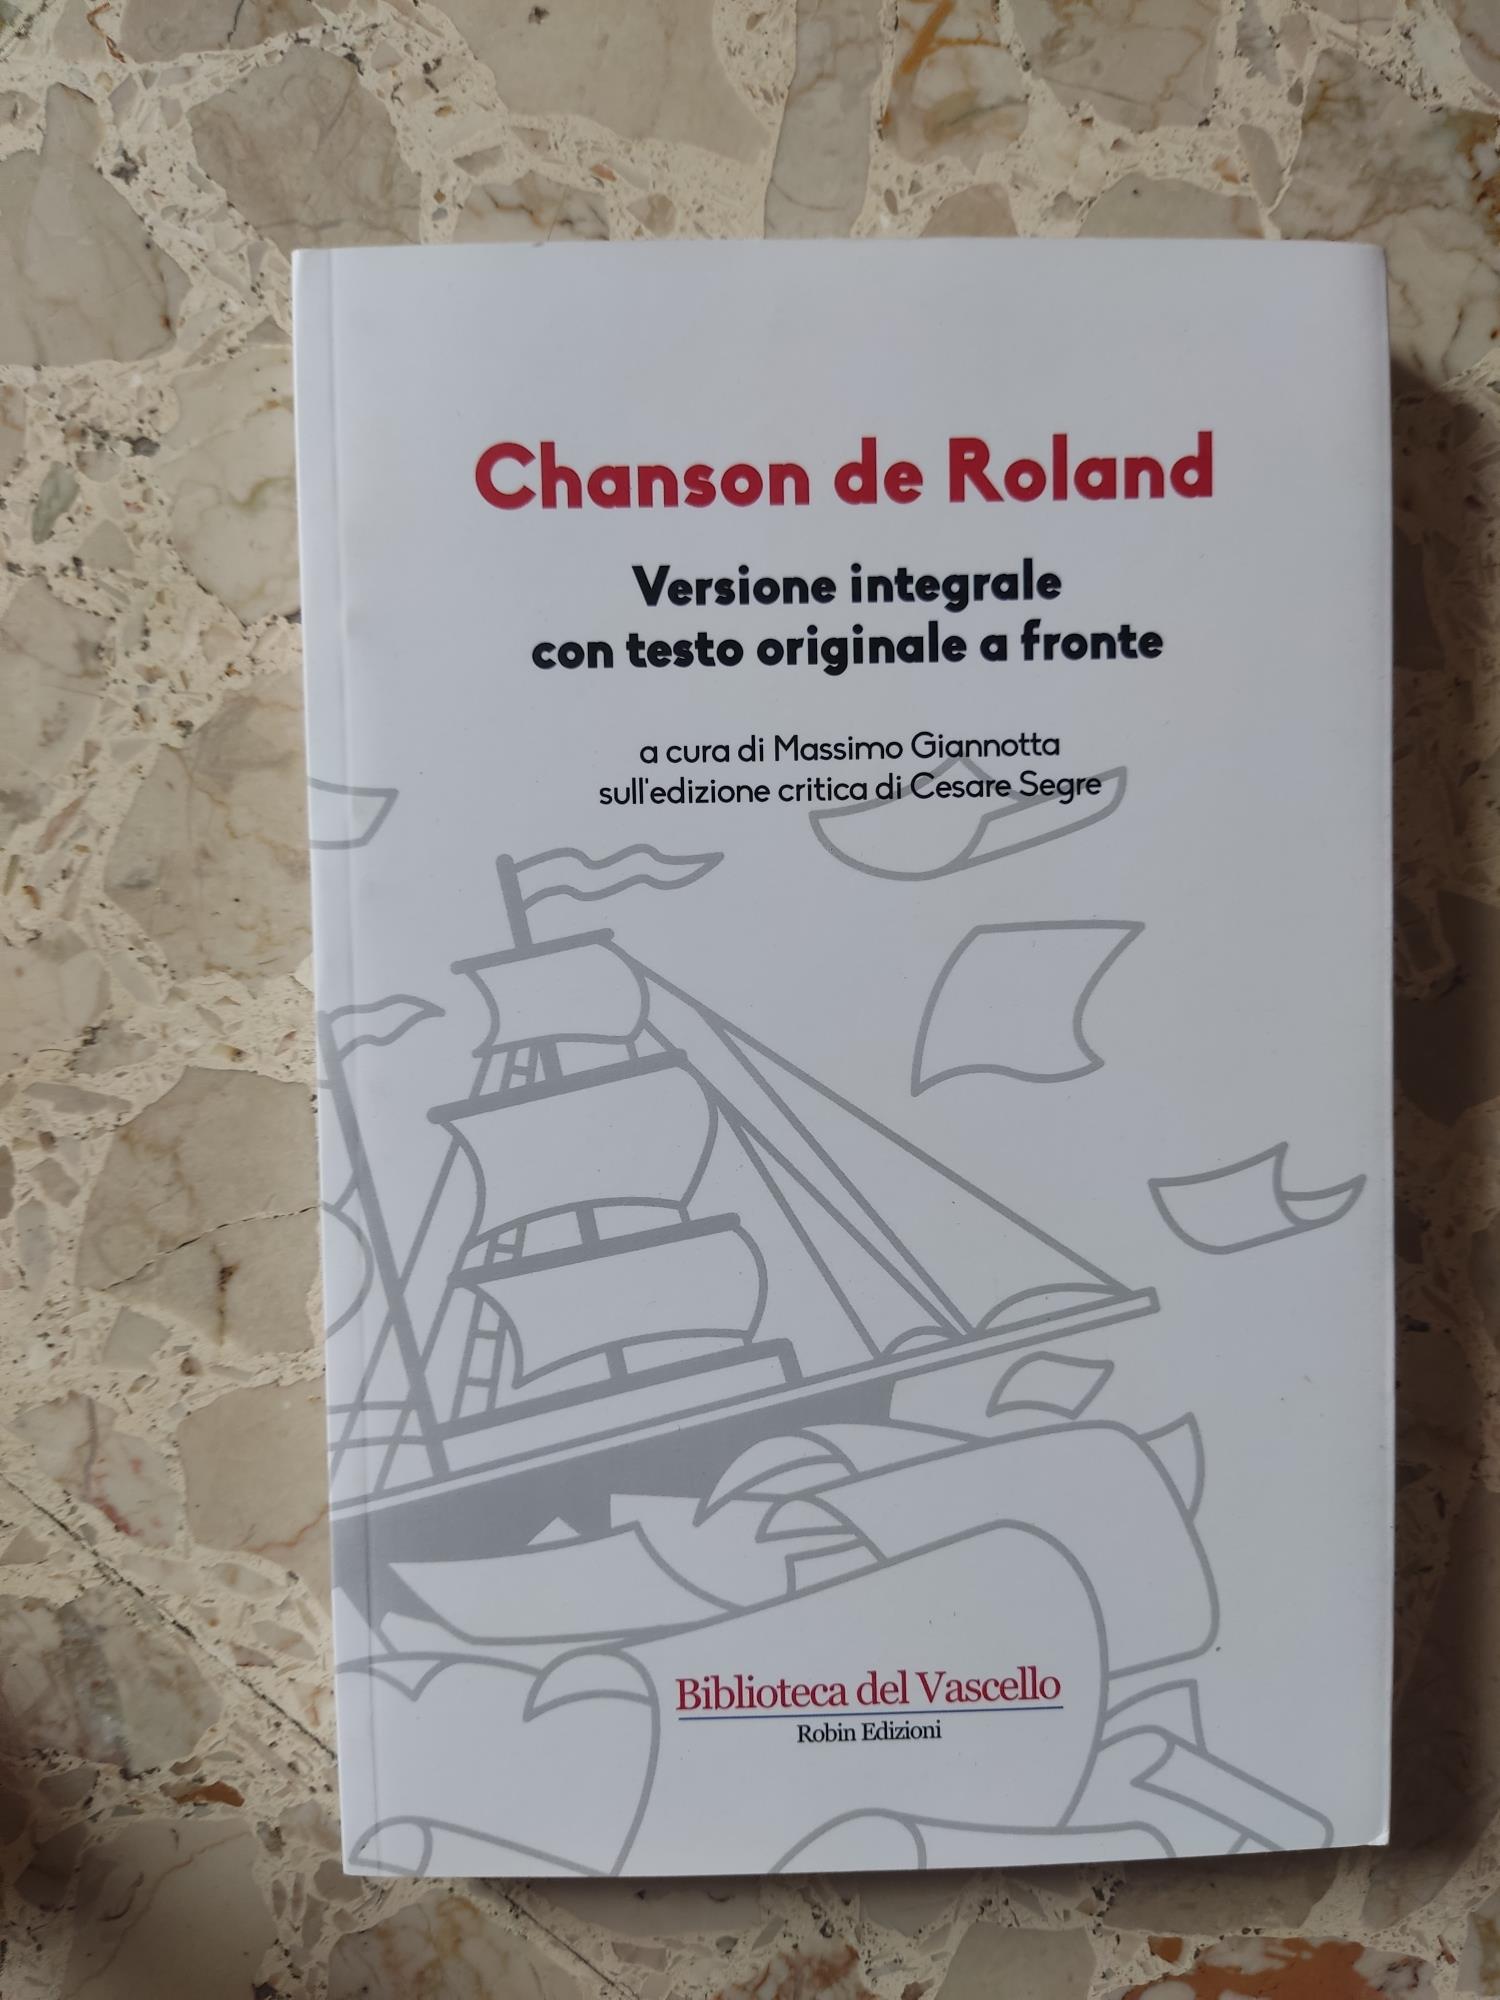 Chanson de Roland
Versione integrale
con testo originale a fronte
a cura di Massimo Giannotta
sull'edizione critica di Cesare Segre
Biblioteca del Vascello
Robin Edizioni